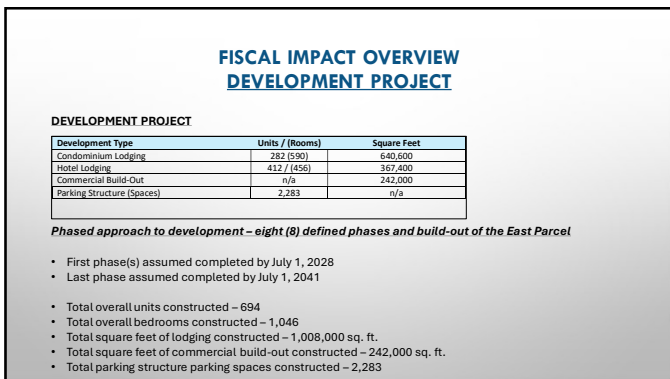 FISCAL IMPACT OVERVIEW
DEVELOPMENT PROJECT
DEVELOPMENT PROJECT
Development Type Units / (Rooms) Square Feet
Condominium Lodging 282 (590) 640,600
Hotel Lodging 412 / (456) 367,400
Commercial Build-Out n/a 242,000
Parking Structure (Spaces) 2,283 n/a
Phased approach to development – eight (8) defined phases and build-out of the East Parcel
• First phase(s) assumed completed by July 1, 2028
• Last phase assumed completed by July 1, 2041
• Total overall units constructed – 694
• Total overall bedrooms constructed – 1,046
• Total square feet of lodging constructed – 1,008,000 sq. ft.
• Total square feet of commercial build-out constructed – 242,000 sq. ft.
• Total parking structure parking spaces constructed – 2,283